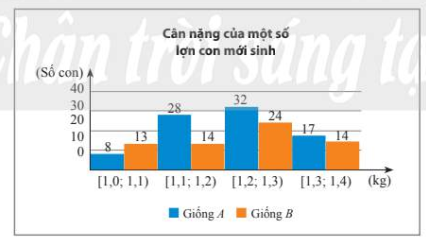 Chân trời sáng tạ
Cân nặng của một số
lợn con mới sinh
(Số con)
40
30
20
10
0
8
13
28
14
32
24
17
14
[1,0; 1,1)
[1,1; 1,2)
[1,2; 1,3)
[1,3; 1,4)
(kg)
Giống A
Giống B